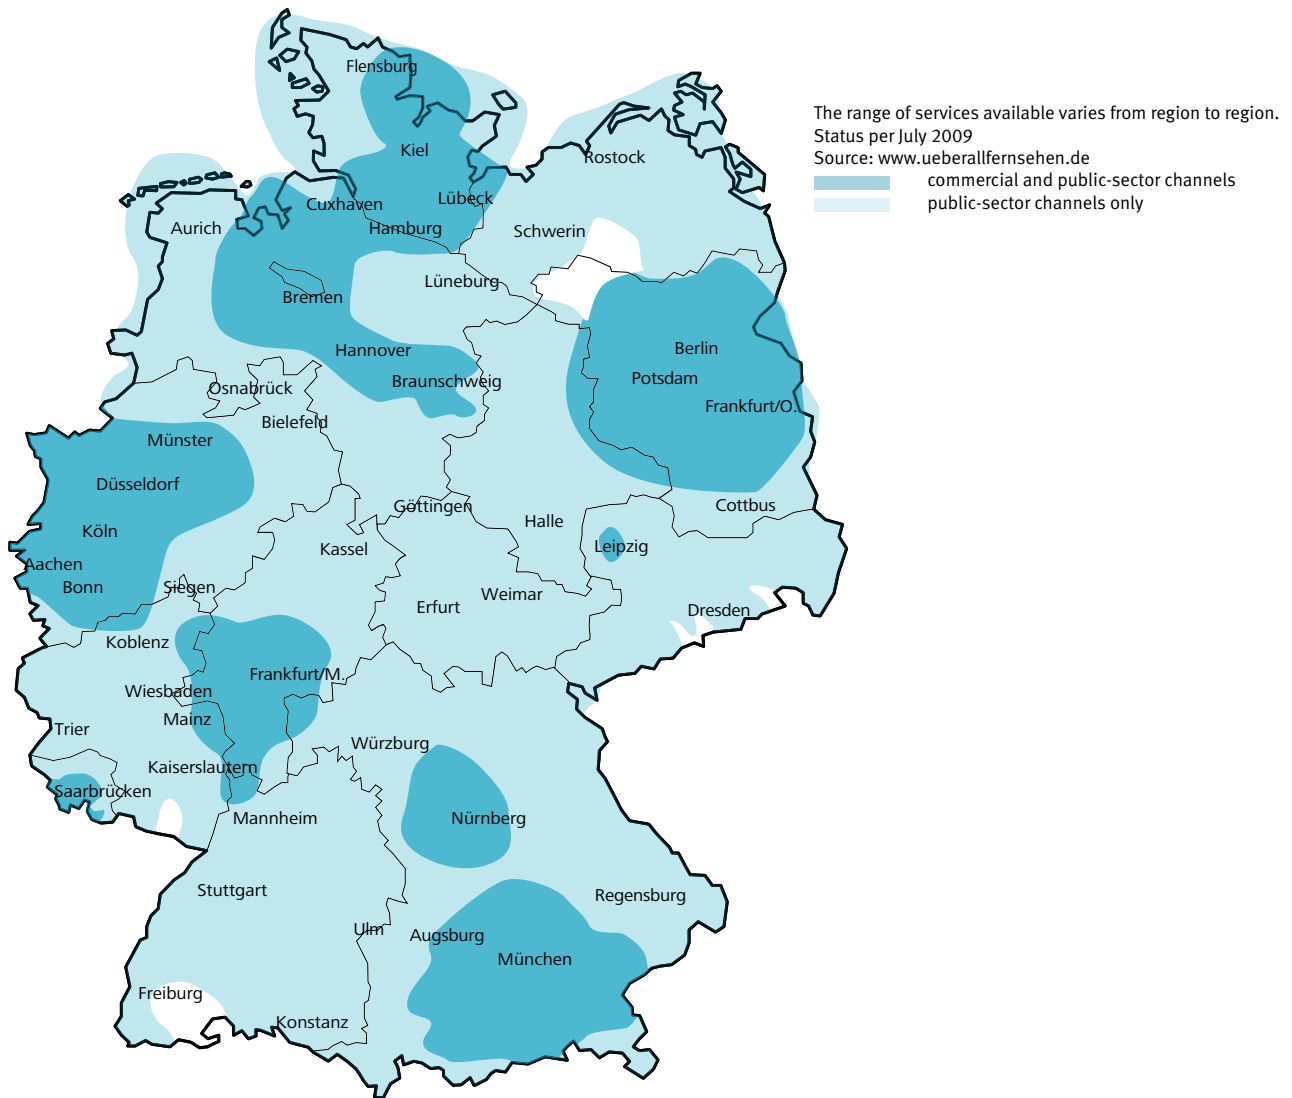 The range of services available varies from region to region.
Status per July 2009
Source: www.ueberallfernsehen.de
commercial and public-sector channels
public-sector channels only
Flensburg
Kiel
Rostock
Lübeck
Cuxhaven
Aurich
Hamburg
Schwerin
Lüneburg
Bremen
Hannover
Berlin
Braunschweig
Potsdam
Osnabrück
Frankfurt/O.
Bielefeld
Münster
Düsseldorf
Göttingen
Cottbus
Halle
Köln
Leipzig
Kassel
Aachen
Bonn
Siegen
Weimar
Erfurt
Dresden
Koblenz
Frankfurt/M.
Wiesbaden
Mainz
Trier
Würzburg
Kaiserslautern
Saarbrücken
Mannheim
Nürnberg
Stuttgart
Regensburg
Ulm
Augsburg
München
Freiburg
Konstanz